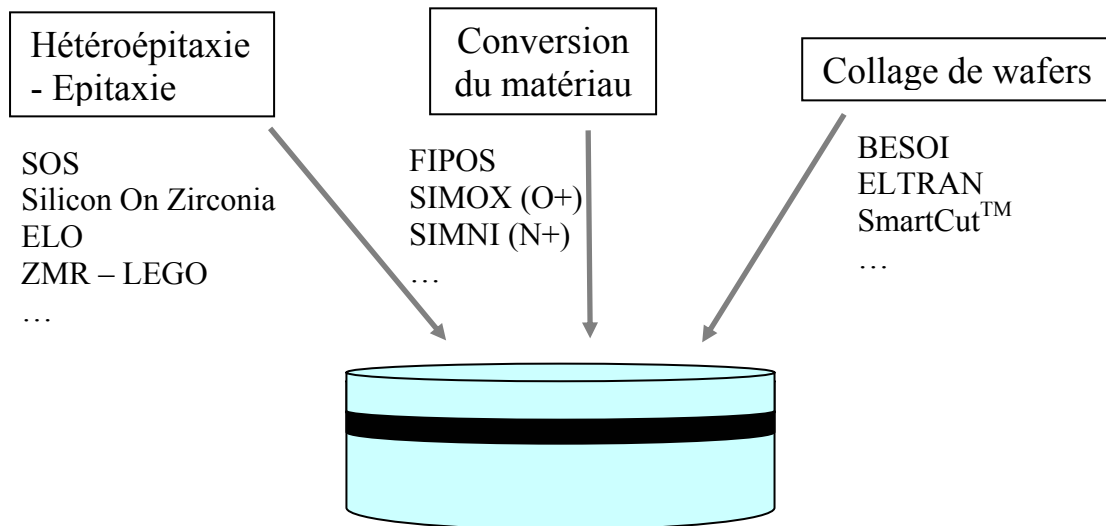 Hétéroépitaxie
- Epitaxie
SOS
Silicon On Zirconia
ELO
ZMR – LEGO
…
Conversion
du matériau
FIPOS
SIMOX (O+)
SIMNI (N+)
…
Collage de wafers
BESOI
ELTRAN
SmartCut™
…